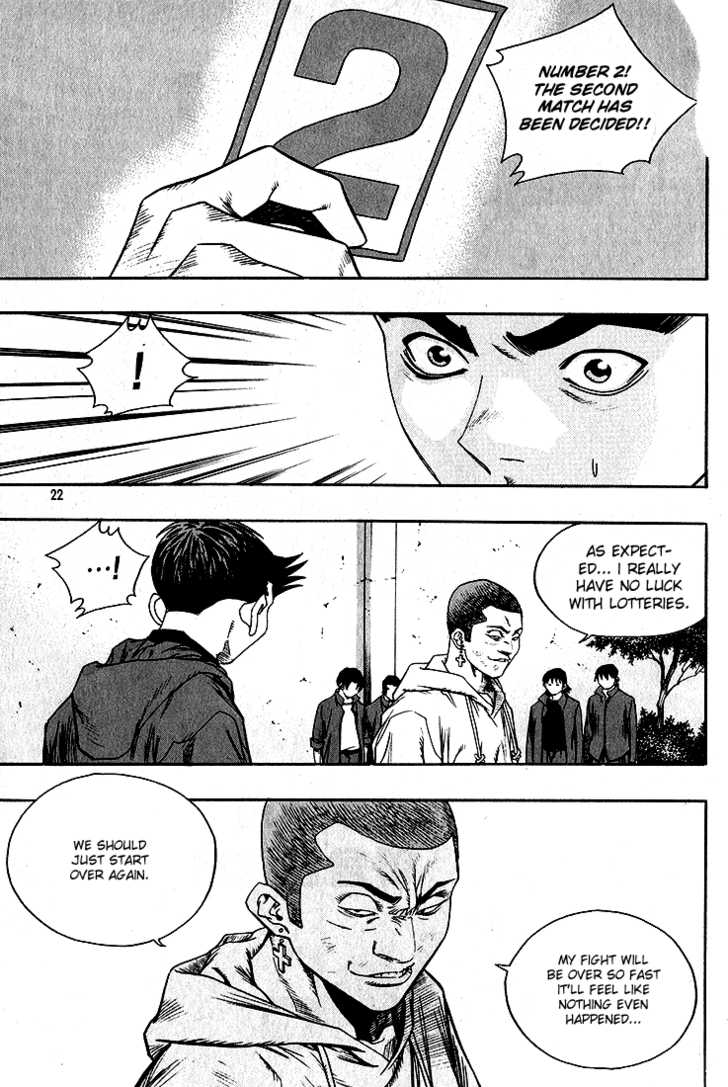 2
NUMBER 2!
THE SECOND
MATCH HAS
BEEN DECIDED!!
!
22
...!
AS EXPECT-
ED... I REALLY
HAVE NO LUCK
WITH LOTTERIES.
WE SHOULD
JUST START
OVER AGAIN.
MY FIGHT WILL
BE OVER SO FAST
IT'LL FEEL LIKE
NOTHING EVEN
HAPPENED...